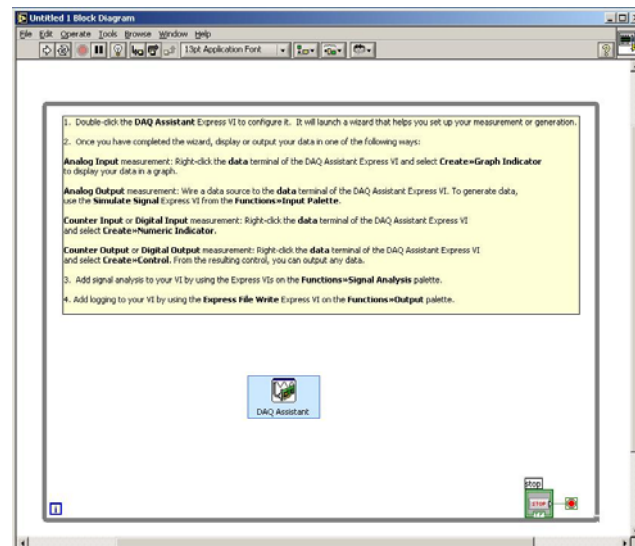 Untitled 1 Block Diagram
File Edit Operate Tools Browse Window Help
13pt Application Font
1. Double-click the DAQ Assistant Express VI to configure it. It will launch a wizard that helps you set up your measurement or generation.
2. Once you have completed the wizard, display or output your data in one of the following ways:
Analog Input measurement: Right-click the data terminal of the DAQ Assistant Express VI and select Create»Graph Indicator
to display your data in a graph.
Analog Output measurement: Wire a data source to the data terminal of the DAQ Assistant Express VI. To generate data,
use the Simulate Signal Express VI from the Functions»Input Palette.
Counter Input or Digital Input measurement: Right-click the data terminal of the DAQ Assistant Express VI
and select Create»Numeric Indicator.
Counter Output or Digital Output measurement: Right-click the data terminal of the DAQ Assistant Express VI
and select Create»Control. From the resulting control, you can output any data.
3. Add signal analysis to your VI by using the Express VIs on the Functions»Signal Analysis palette.
4. Add logging to your VI by using the Express File Write Express VI on the Functions»Output palette.
DAQ Assistant
stop
STOP
TF
i